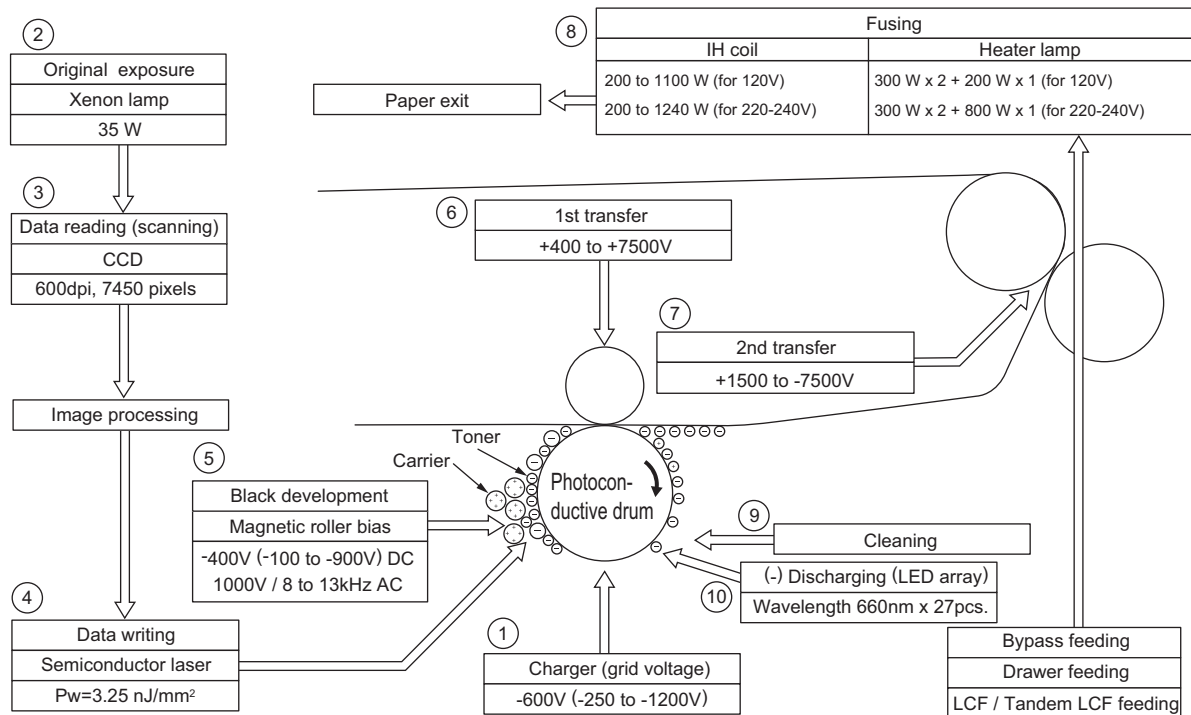 2
Original exposure
Xenon lamp
35 W
3
Data reading (scanning)
CCD
600dpi, 7450 pixels
Image processing
5
Black development
Magnetic roller bias
-400V (-100 to -900V) DC
1000V / 8 to 13kHz AC
4
Data writing
Semiconductor laser
Pw=3.25 nJ/mm²
8
Fusing
IH coil
200 to 1100 W (for 120V)
200 to 1240 W (for 220-240V)
Heater lamp
300 W x 2 + 200 W x 1 (for 120V)
300 W x 2 + 800 W x 1 (for 220-240V)
Paper exit
6
1st transfer
+400 to +7500V
7
2nd transfer
+1500 to -7500V
Toner
Carrier
Photocon-
ductive drum
9
Cleaning
10
(-) Discharging (LED array)
Wavelength 660nm x 27pcs.
1
Charger (grid voltage)
-600V (-250 to -1200V)
Bypass feeding
Drawer feeding
LCF / Tandem LCF feeding